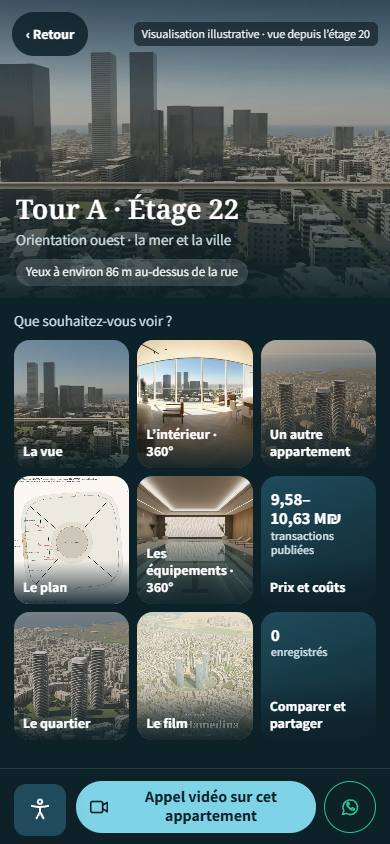 ‹ Retour
Visualisation illustrative · vue depuis l'étage 20
Tour A · Étage 22
Orientation ouest · la mer et la ville
Yeux à environ 86 m au-dessus de la rue
Que souhaitez-vous voir ?
La vue
L'intérieur ·
360°
Un autre
appartement
Le plan
Les
équipements ·
360°
9,58–
10,63 M₪
transactions
publiées
Prix et coûts
Le quartier
Le film
0
enregistrés
Comparer et
partager
Appel vidéo sur cet
appartement